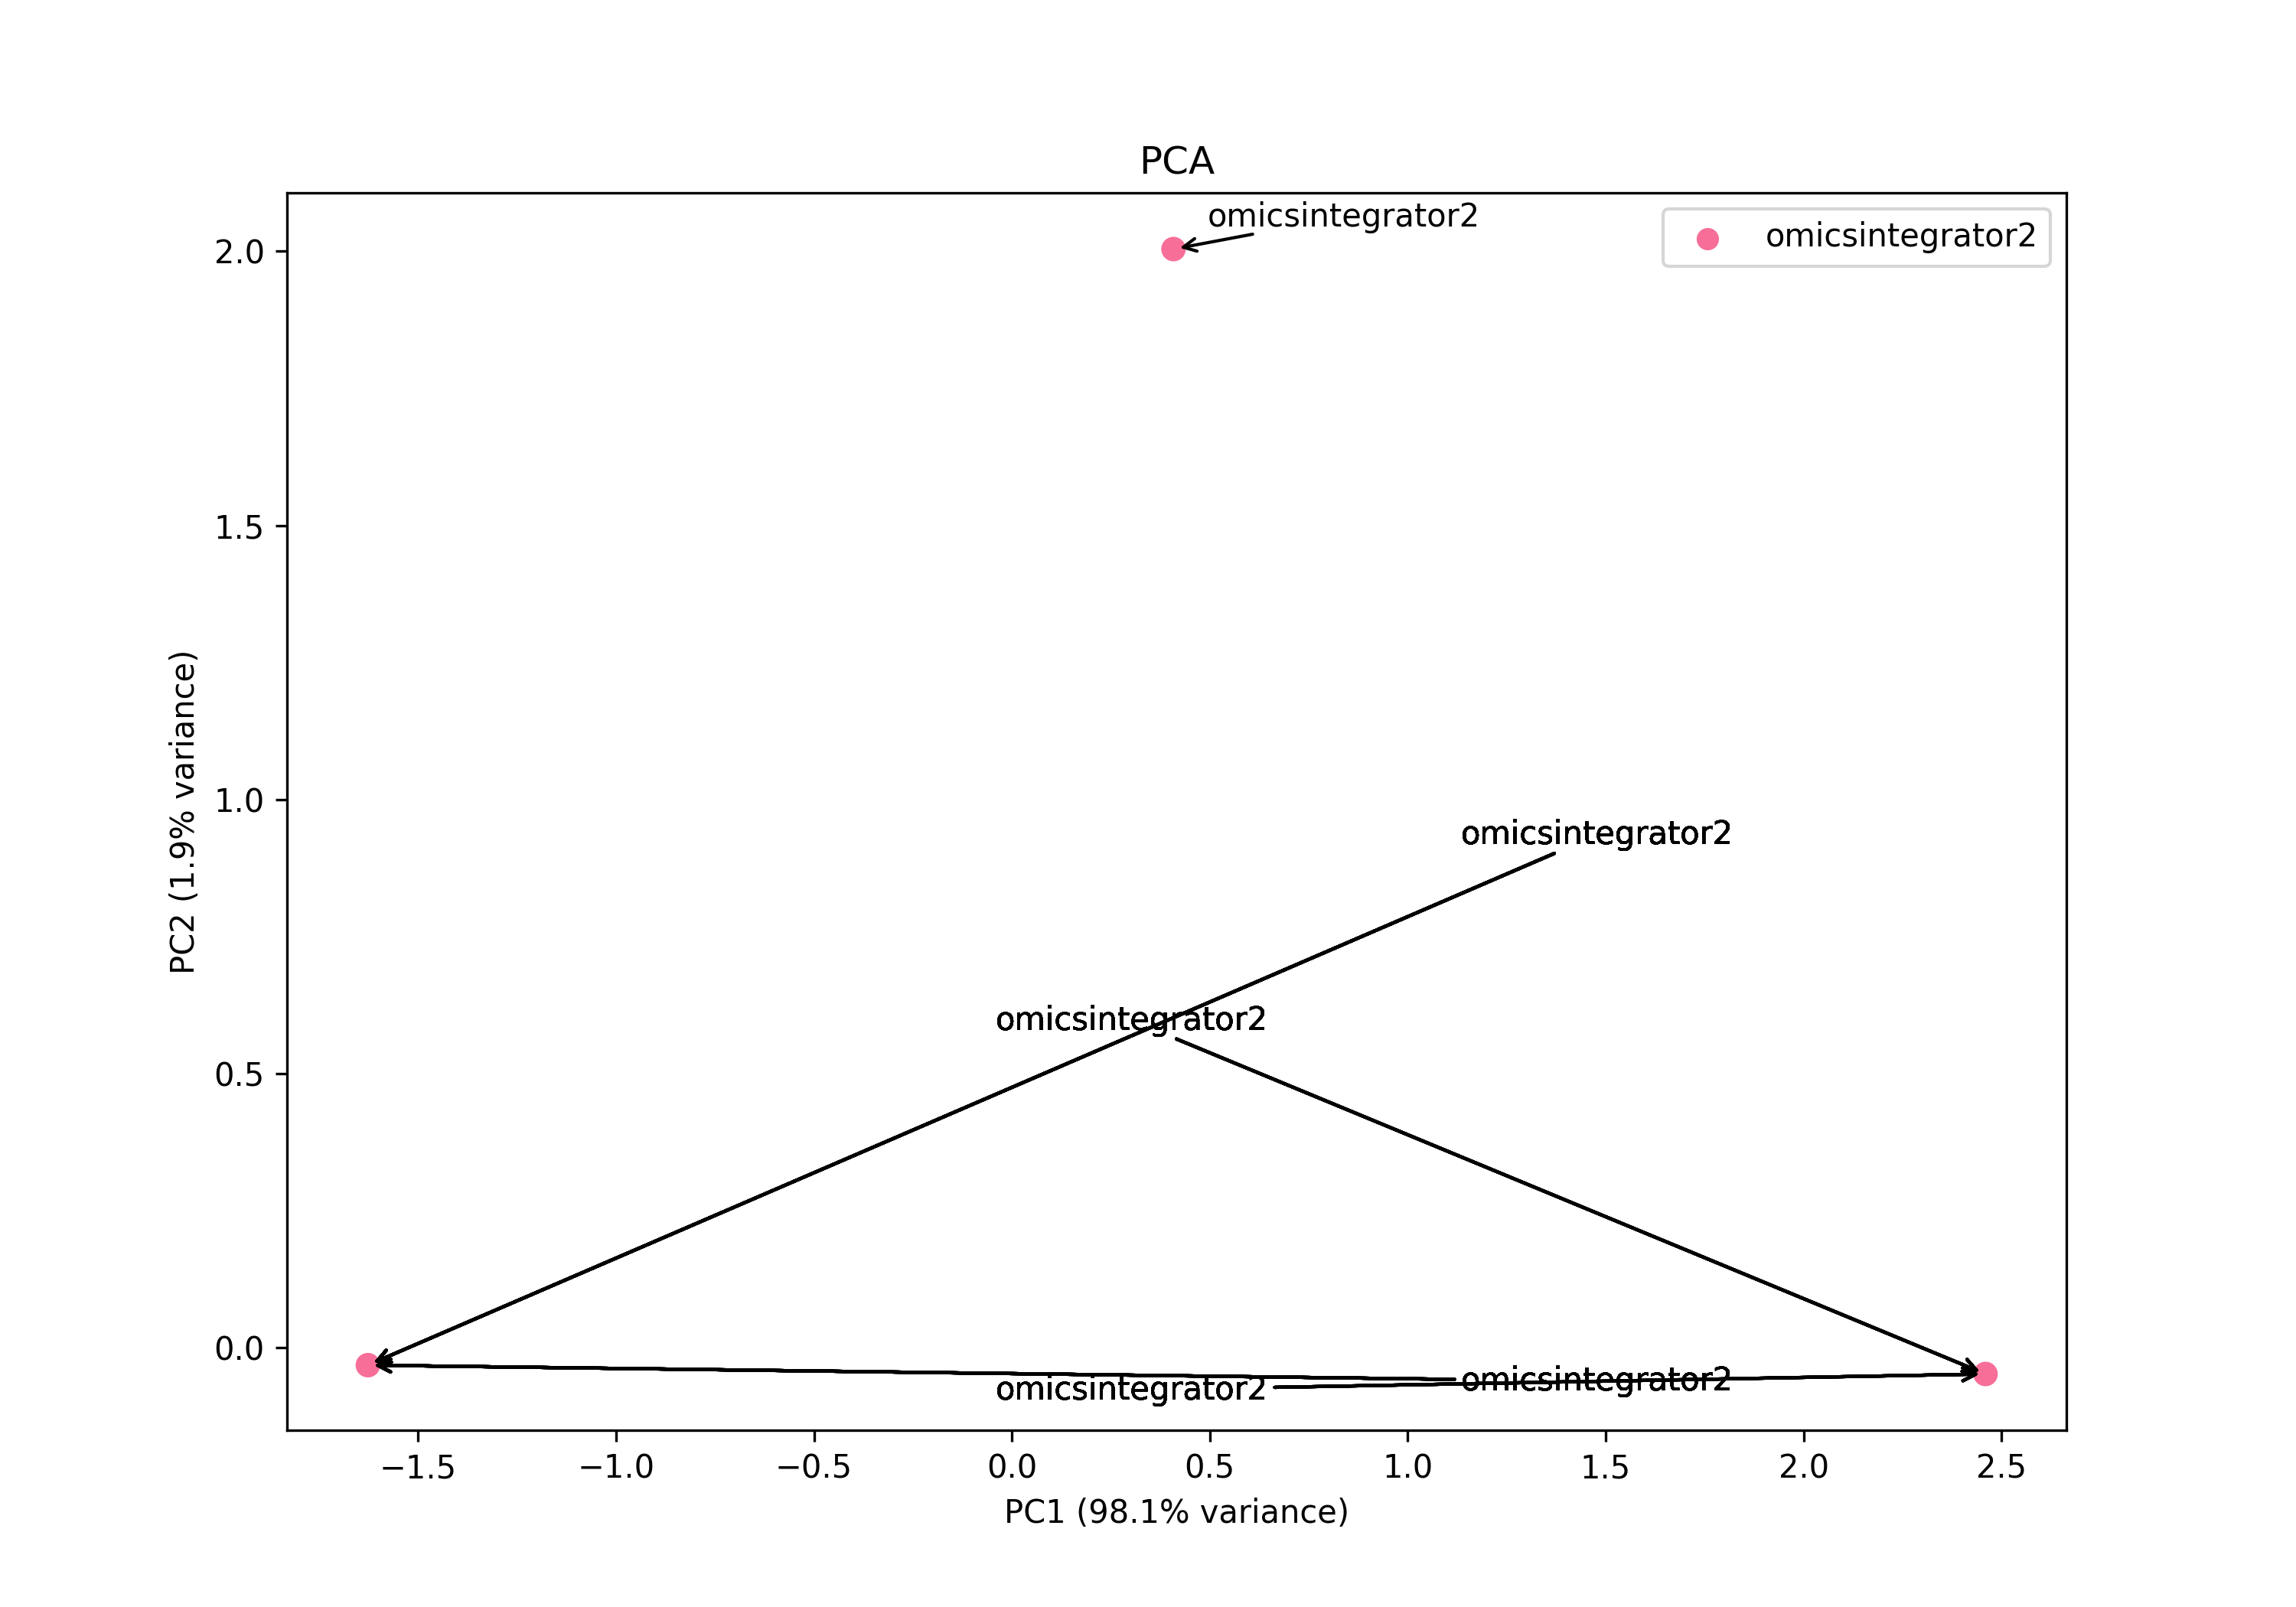 PCA
omicsintegrator2
omicsintegrator2
2.0
1.5
1.0
0.5
0.0
PC2 (1.9% variance)
omicsintegrator2
omicsintegrator2
omicsintegrator2
omicsintegrator2
−1.5
−1.0
−0.5
0.0
0.5
1.0
1.5
2.0
2.5
PC1 (98.1% variance)